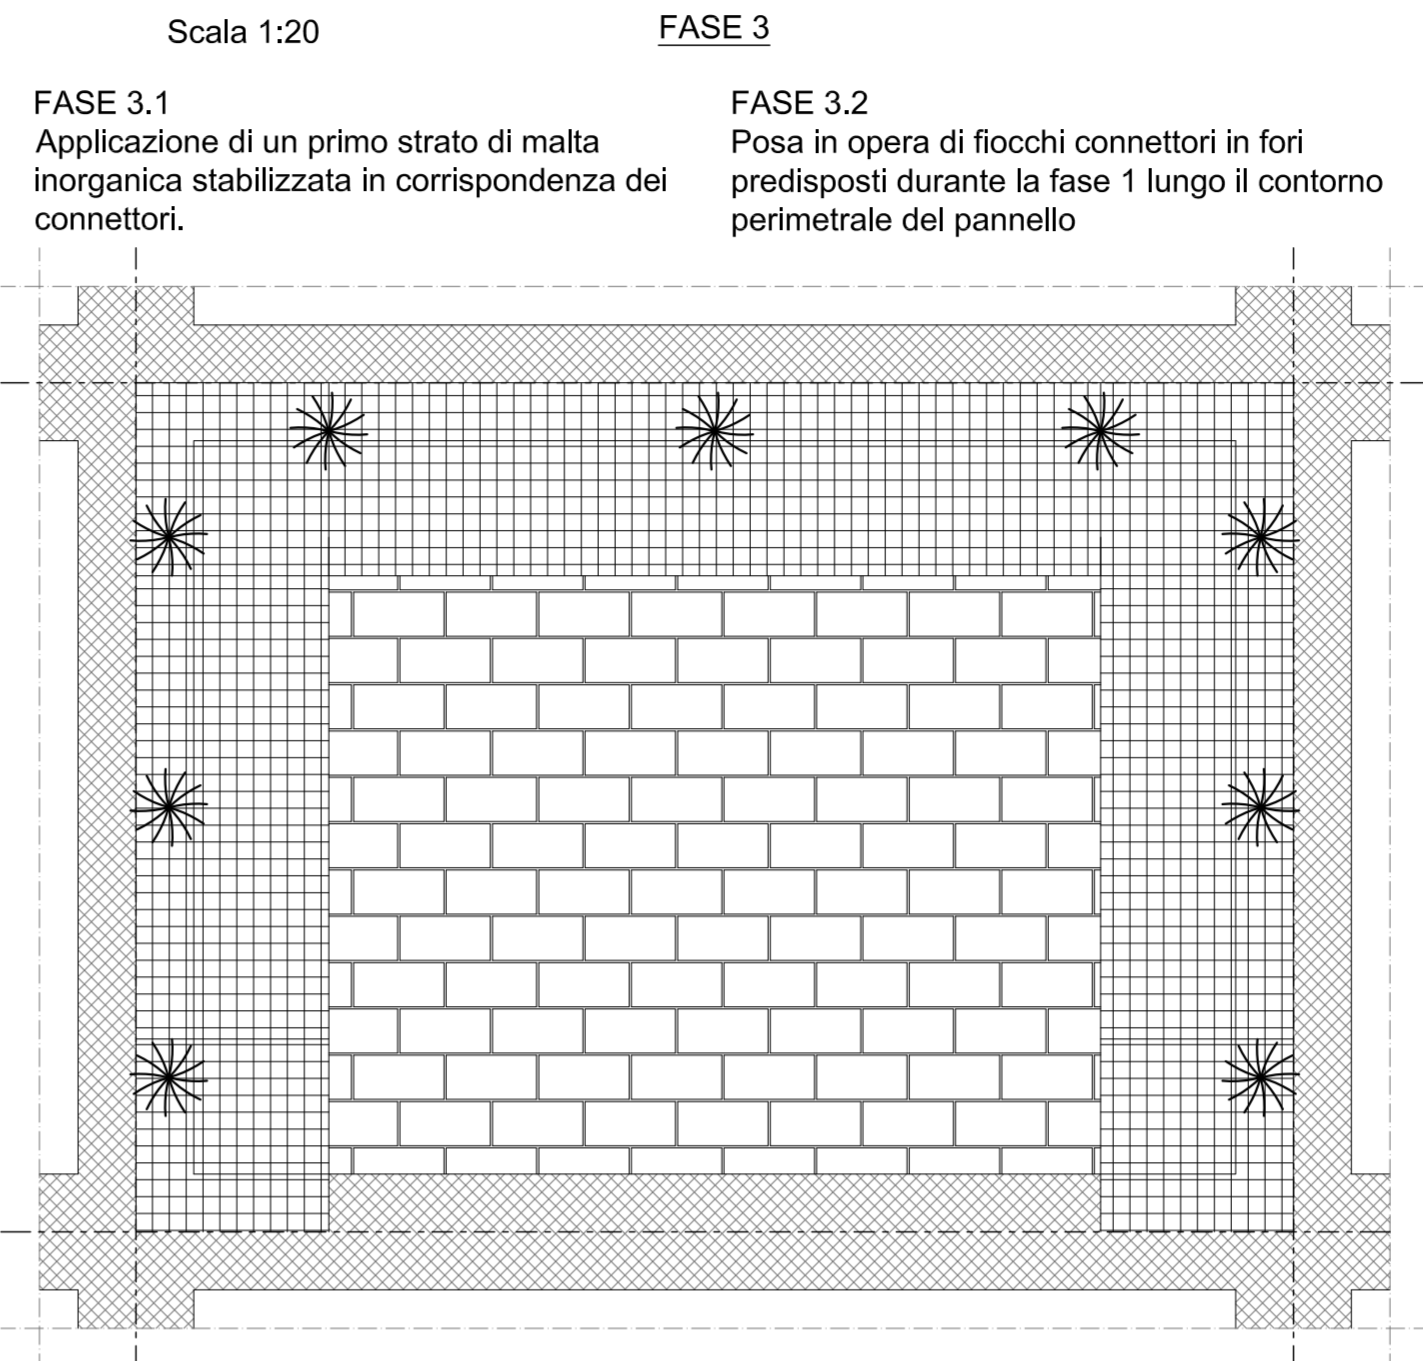 Scala 1:20
FASE 3
FASE 3.1
Applicazione di un primo strato di malta
inorganica stabilizzata in corrispondenza dei
connettori.
FASE 3.2
Posa in opera di fiocchi connettori in fori
predisposti durante la fase 1 lungo il contorno
perimetrale del pannello